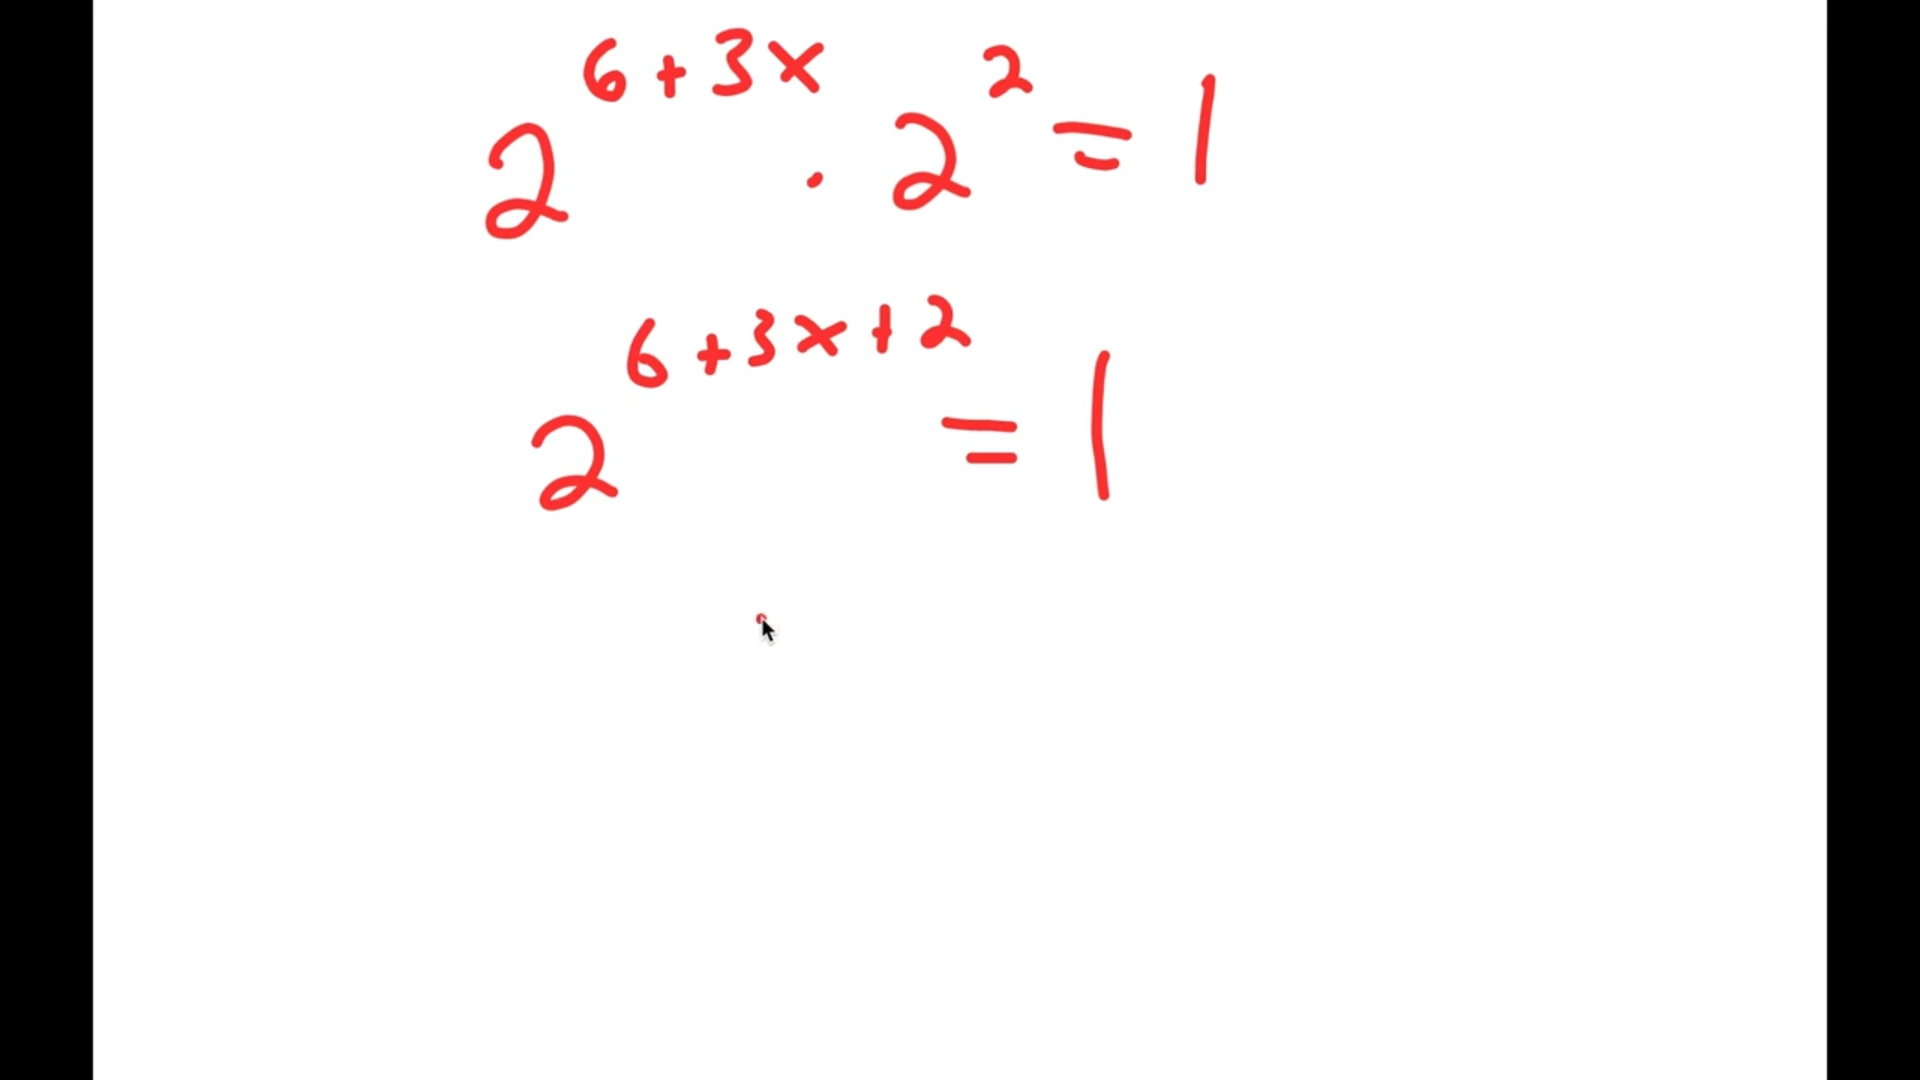 2^{6+3x} · 2^2 = 1
2^{6+3x+2} = 1